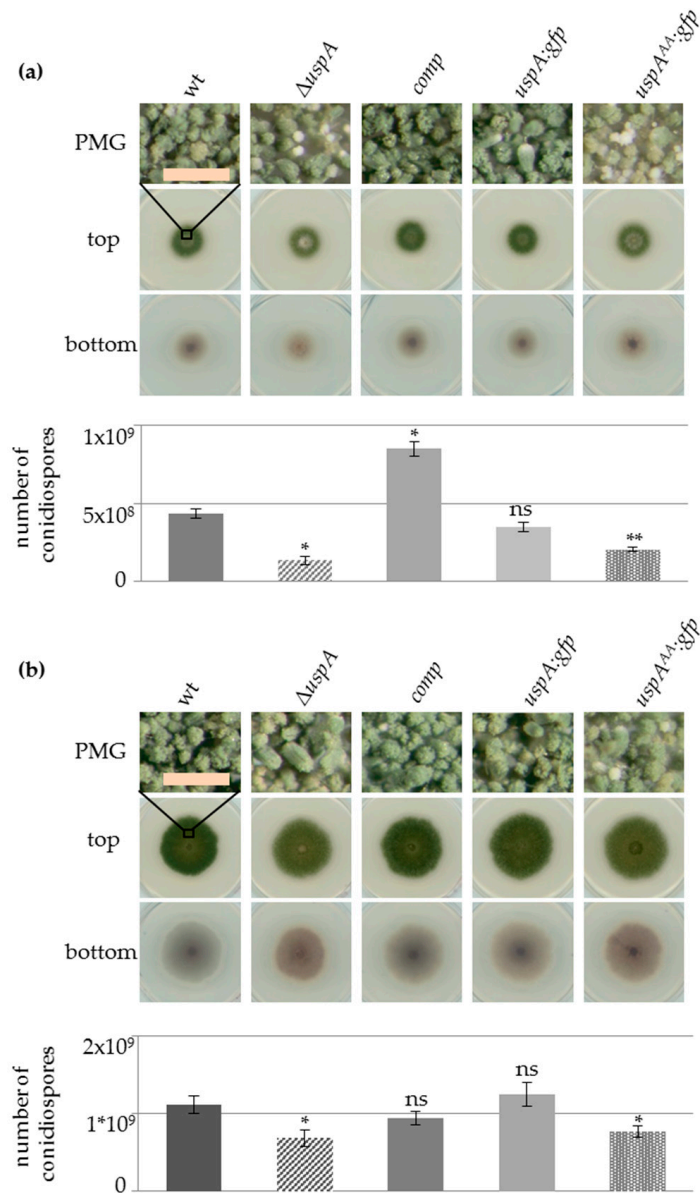 (a)
wt ΔuspA comp uspA:gfp uspAᴬᴬ:gfp
PMG
top
bottom
number of
conidiospores
1x10⁹
5x10⁸
0
* * ns **
(b)
wt ΔuspA comp uspA:gfp uspAᴬᴬ:gfp
PMG
top
bottom
number of
conidiospores
2x10⁹
1*10⁹
0
* ns ns *